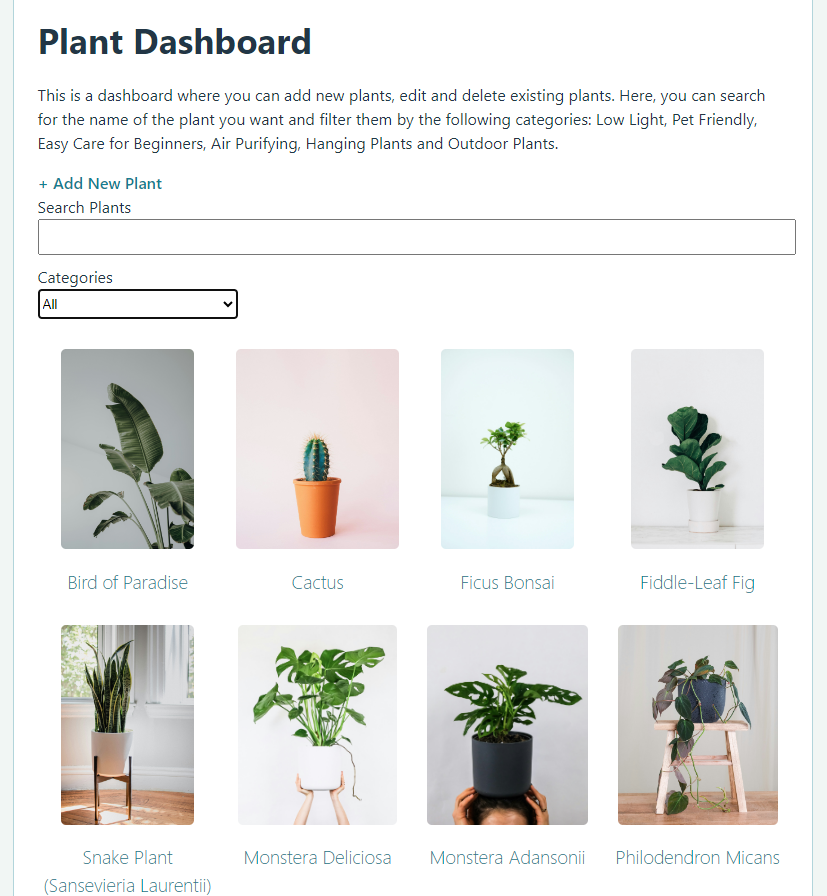 Plant Dashboard
This is a dashboard where you can add new plants, edit and delete existing plants. Here, you can search
for the name of the plant you want and filter them by the following categories: Low Light, Pet Friendly,
Easy Care for Beginners, Air Purifying, Hanging Plants and Outdoor Plants.
+ Add New Plant
Search Plants
Categories
All
Bird of Paradise
Cactus
Ficus Bonsai
Fiddle-Leaf Fig
Snake Plant
(Sansevieria Laurentii)
Monstera Deliciosa
Monstera Adansonii
Philodendron Micans